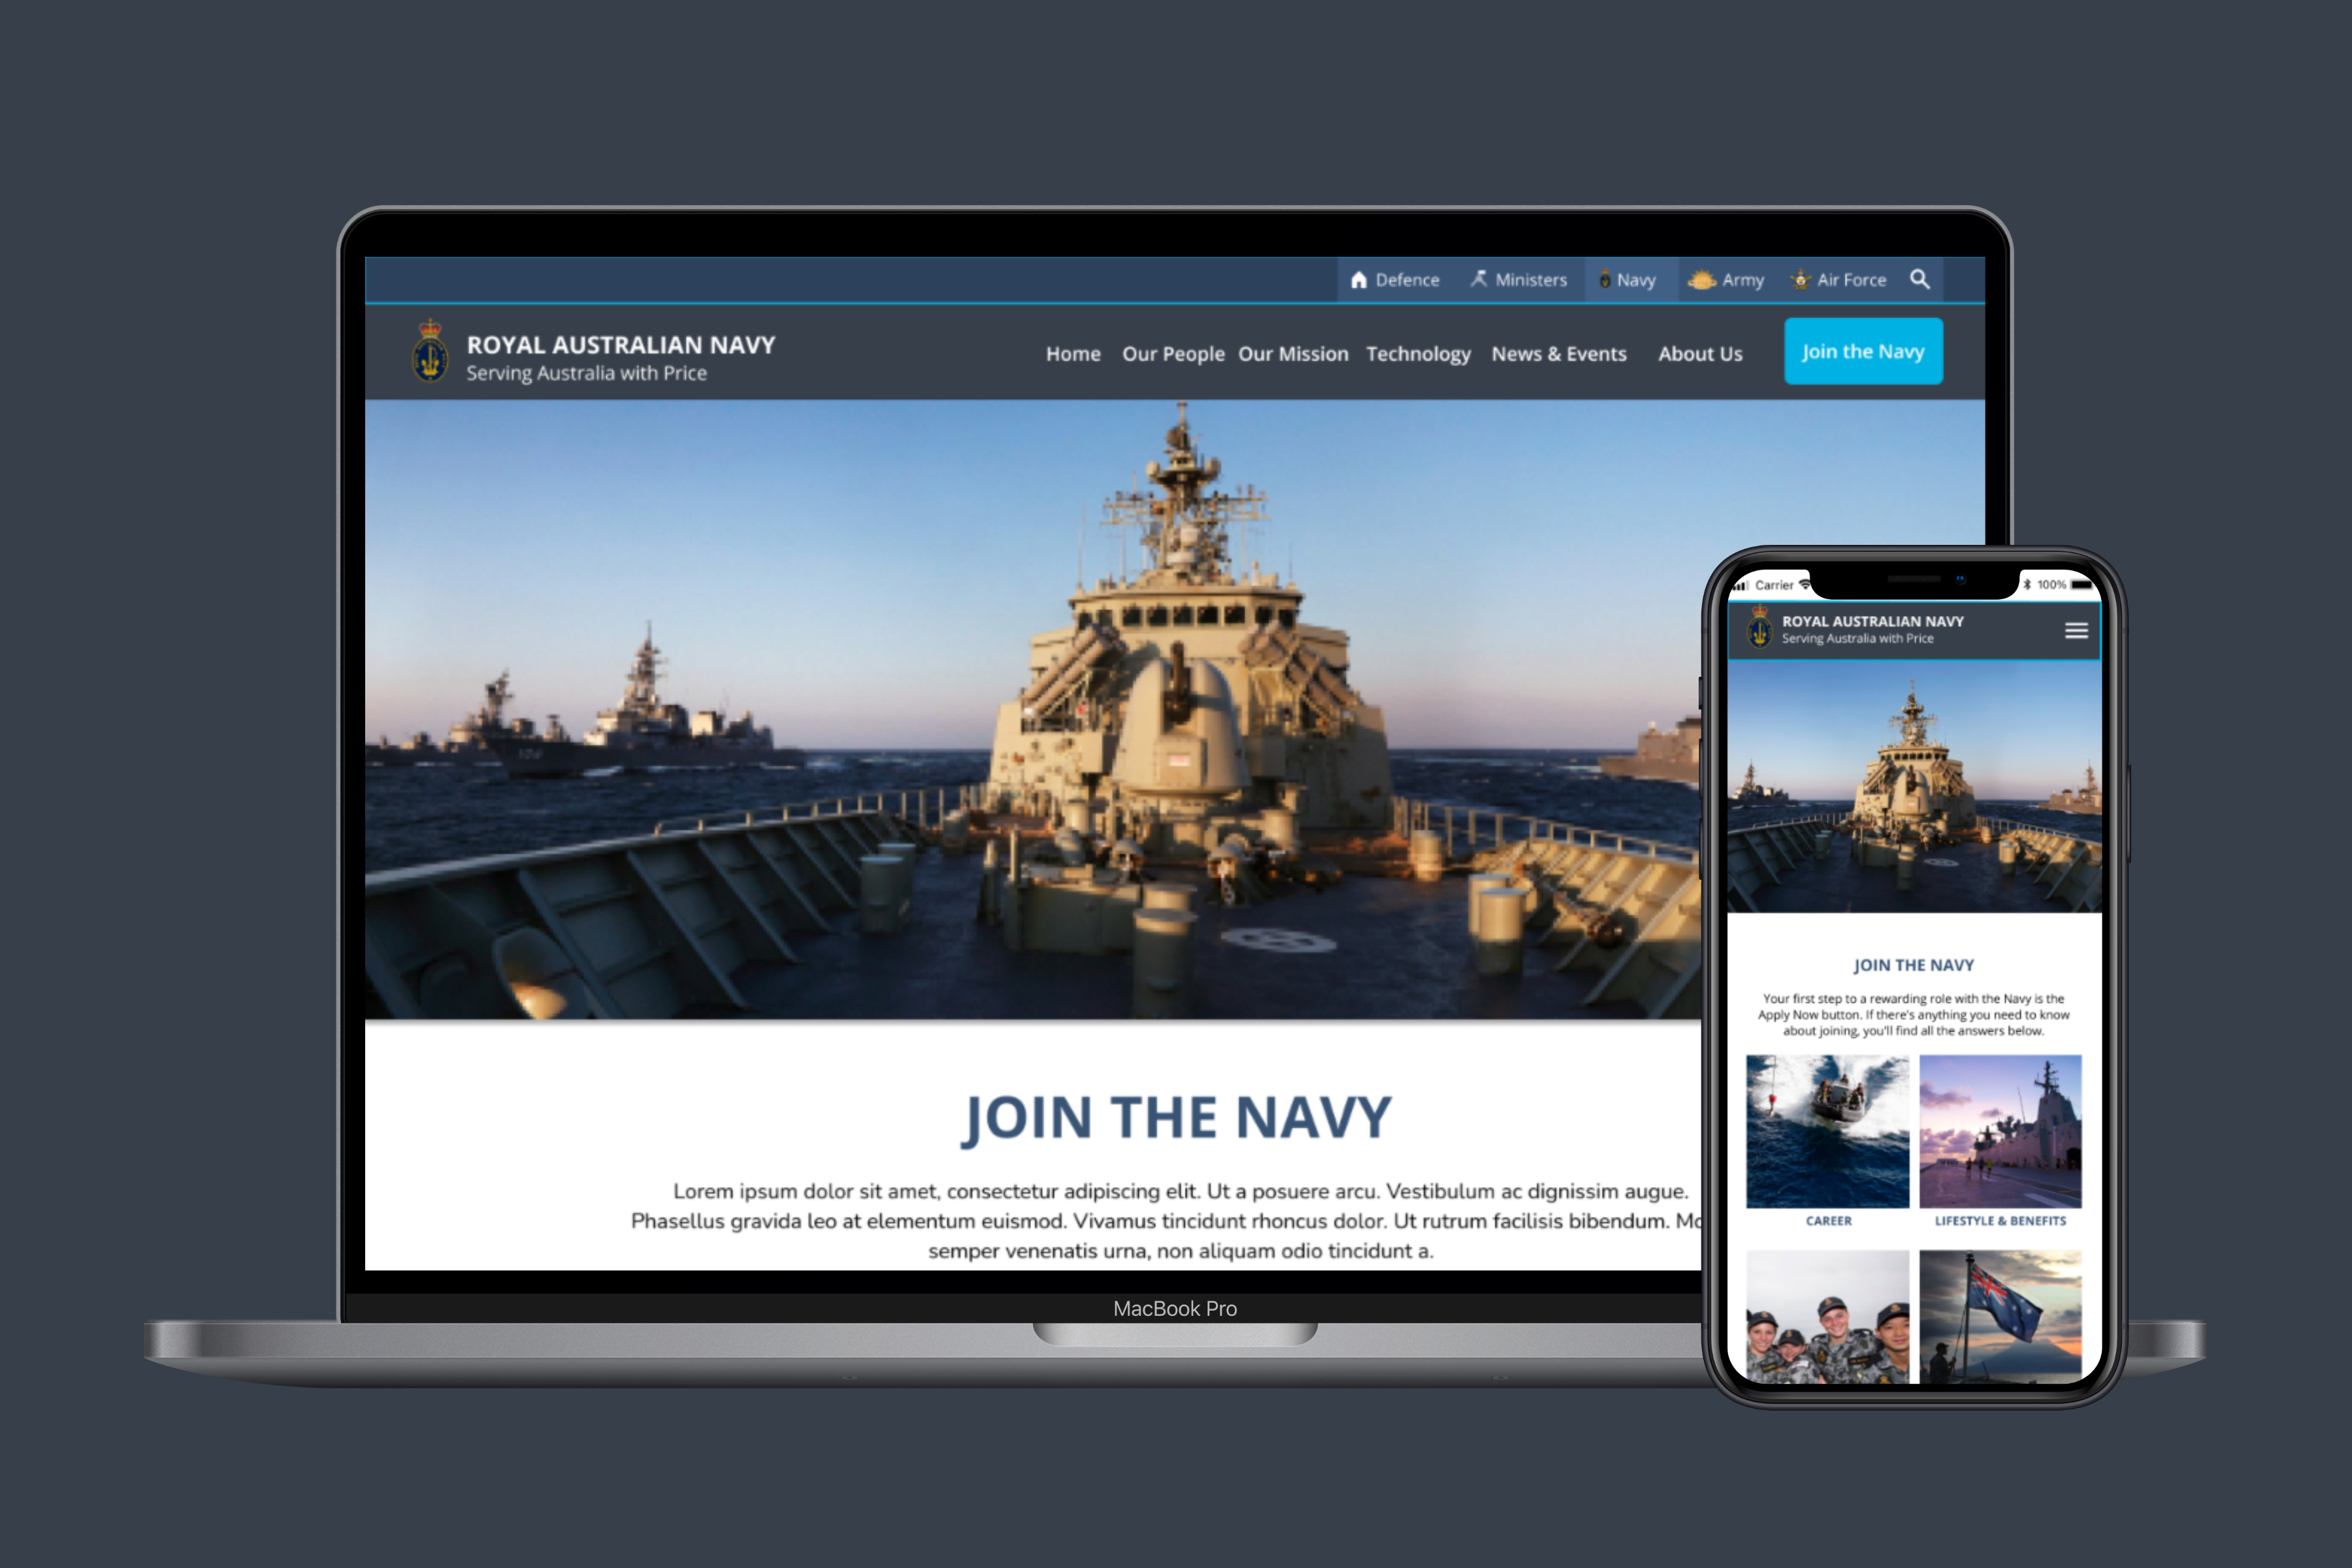 Defence Ministers Navy Army Air Force
ROYAL AUSTRALIAN NAVY
Serving Australia with Price
Home Our People Our Mission Technology News & Events About Us Join the Navy
JOIN THE NAVY
Lorem ipsum dolor sit amet, consectetur adipiscing elit. Ut a posuere arcu. Vestibulum ac dignissim augue.
Phasellus gravida leo at elementum euismod. Vivamus tincidunt rhoncus dolor. Ut rutrum facilisis bibendum.
semper venenatis urna, non aliquam odio tincidunt a.
MacBook Pro
Carrier 100%
ROYAL AUSTRALIAN NAVY
Serving Australia with Price
JOIN THE NAVY
Your first step to a rewarding role with the Navy is the
Apply Now button. If there's anything you need to know
about joining, you'll find all the answers below.
CAREER LIFESTYLE & BENEFITS